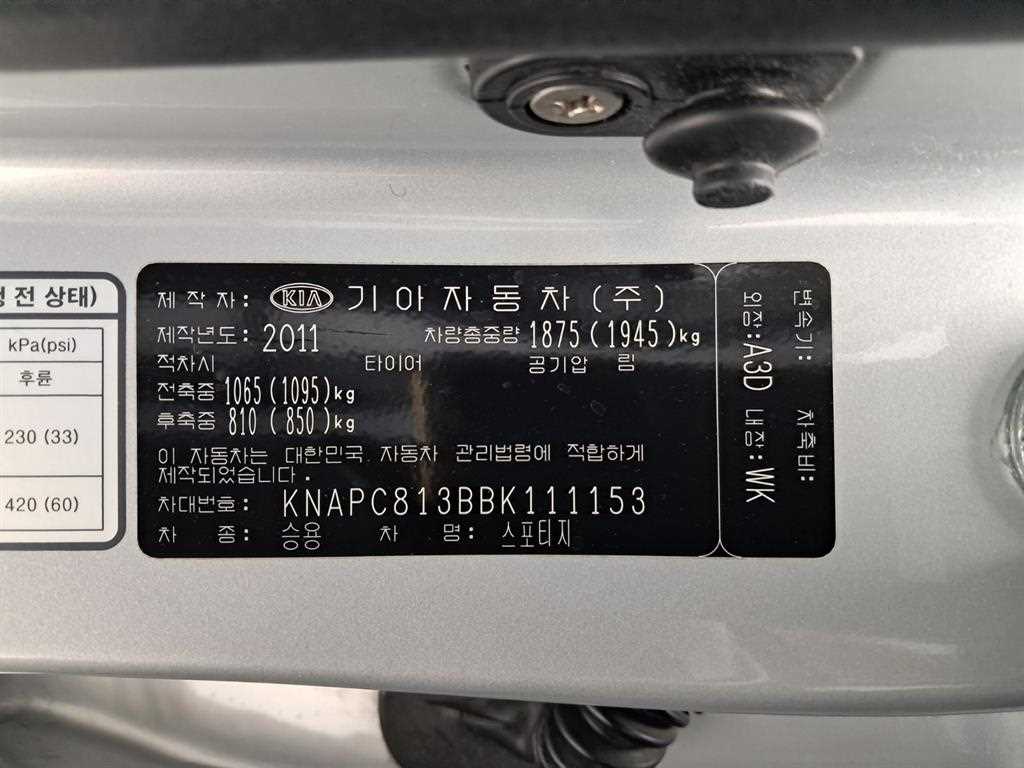 전 상태)
kPa(psi)
후륜
230 (33)
420 (60)
제 작 자: KIA 기아자동차(주)
제작년도: 2011 차량총중량 1875(1945)kg
적차시 타이어 공기압 림
전축중 1065(1095)kg
후축중 810 ( 850)kg
이 자동차는 대한민국 자동차 관리법령에 적합하게
제작되었습니다.
차대번호: KNAPC813BBK111153
차 종: 승용 차 명: 스포티지
변속기: 차축비:
외장:A3D 내장:WK